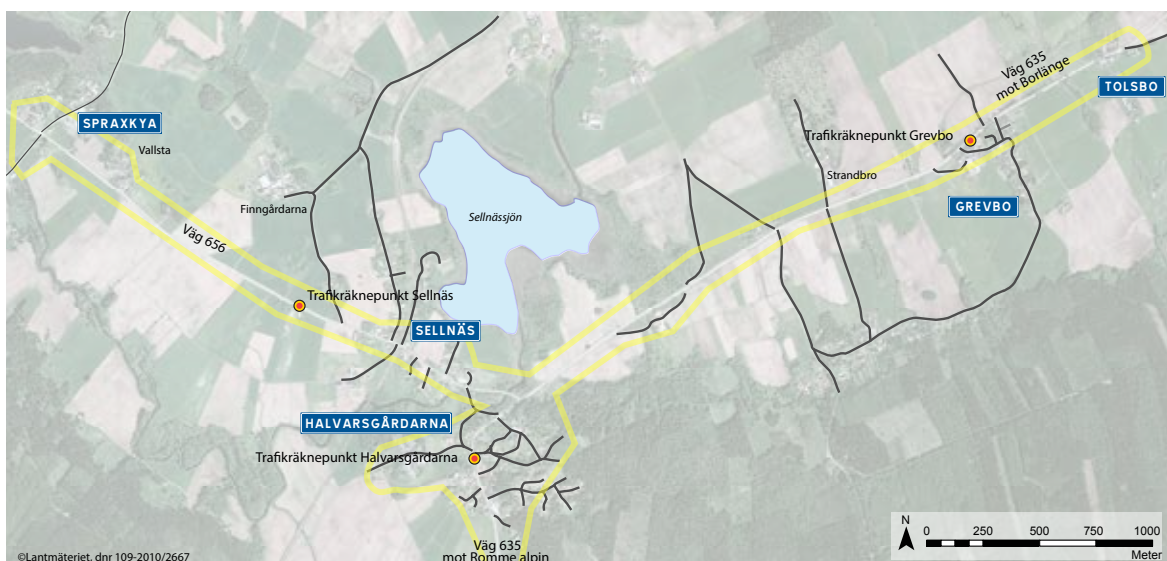 Väg 635
mot Borlänge
TOLSBO
SPRAXKYA
Vallsta
Trafikräknepunkt Grevbo
Strandbro
Finngårdarna
GREVBO
Sellnässjön
Väg 656
Trafikräknepunkt Sellnäs
SELLNÄS
HALVARSGÅRDARNA
Trafikräknepunkt Halvarsgårdarna
N
0 250 500 750 1000
Meter
Väg 635
mot Romme alpin
©Lantmäteriet, dnr 109-2010/2667